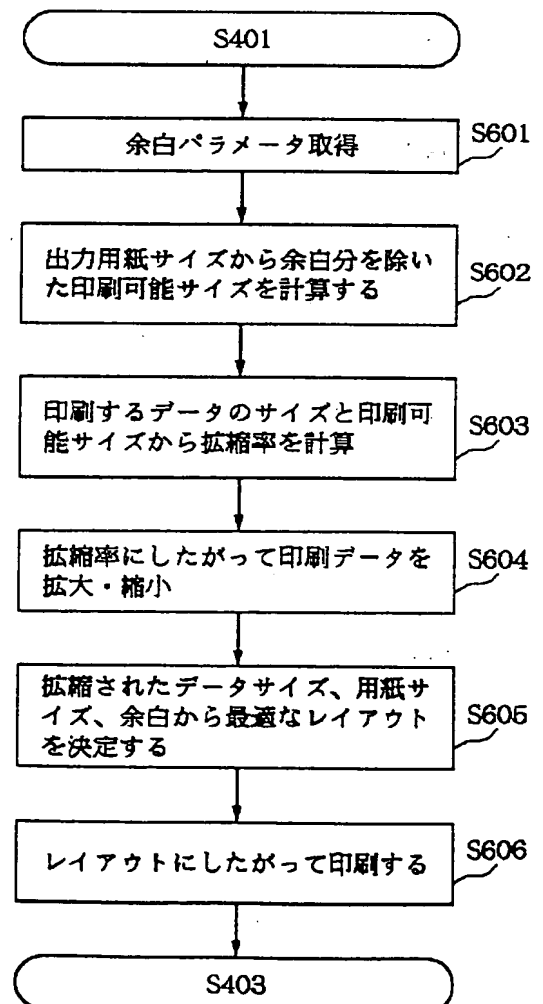 S401
余白パラメータ取得
S601
出力用紙サイズから余白分を除い
た印刷可能サイズを計算する
S602
印刷するデータのサイズと印刷可
能サイズから拡縮率を計算
S603
拡縮率にしたがって印刷データを
拡大・縮小
S604
拡縮されたデータサイズ、用紙サ
イズ、余白から最適なレイアウト
を決定する
S605
レイアウトにしたがって印刷する
S606
S403